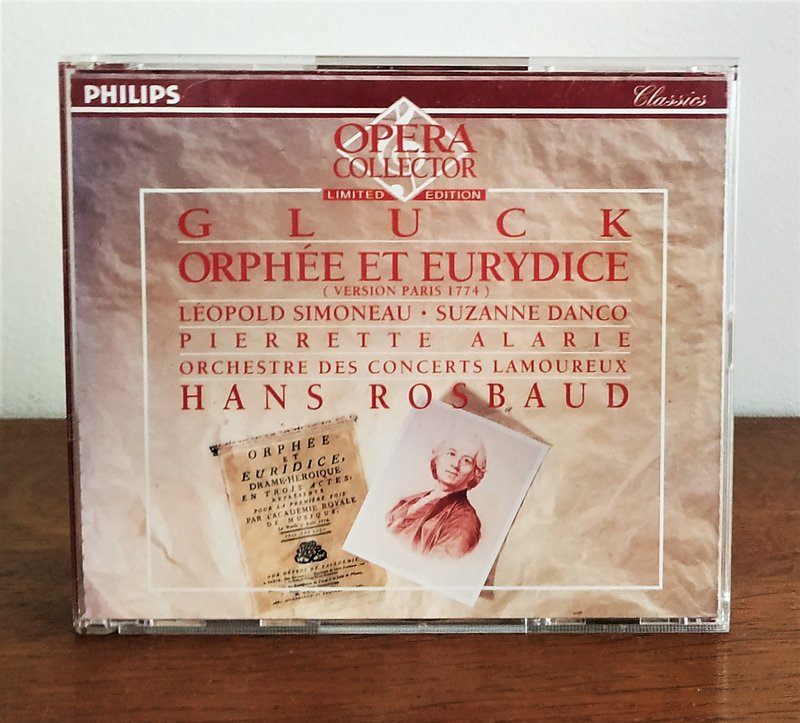 PHILIPS Classics
OPERA
COLLECTOR
LIMITED EDITION
GLUCK
ORPHÉE ET EURYDICE
( VERSION PARIS 1774 )
LÉOPOLD SIMONEAU · SUZANNE DANCO
PIERRETTE ALARIE
ORCHESTRE DES CONCERTS LAMOUREUX
HANS ROSBAUD
ORPHÉE
ET
EURIDICE,
DRAME-HEROIQUE
EN TROIS ACTES;
REPRÉSENTÉ
POUR LA PREMIERE FOIS
PAR L'ACADÉMIE ROYALE
DE MUSIQUE,